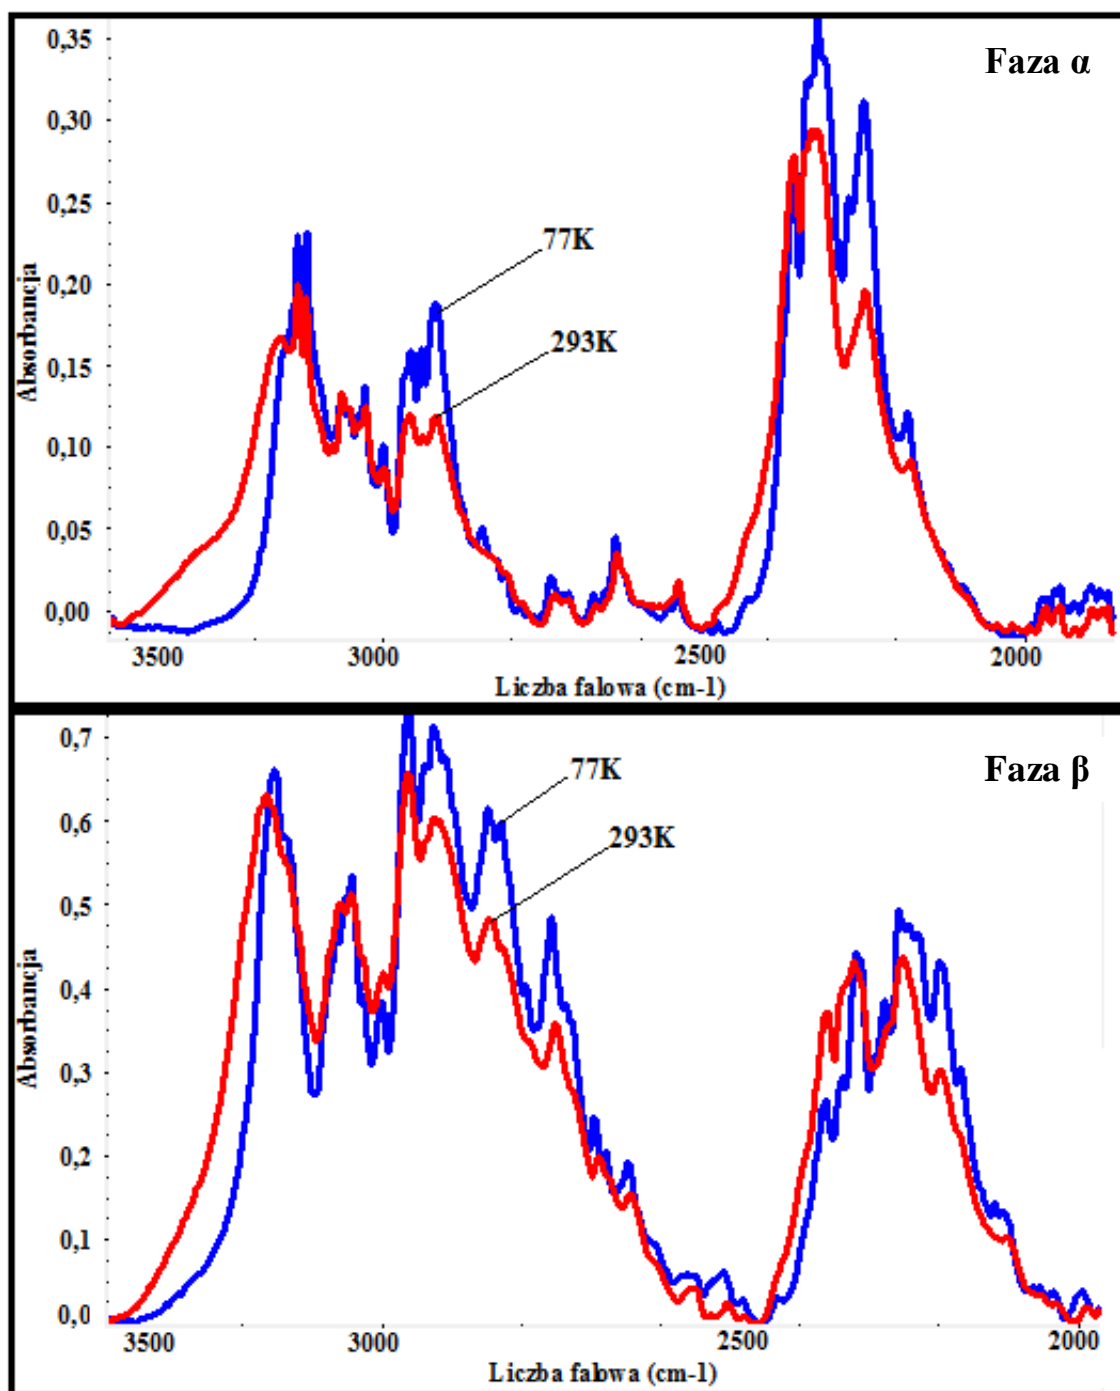 0,35
Faza α
0,30
0,25
77K
0,20
293K
0,15
0,10
0,05
0,00
Absorbancja
3500 3000 2500 2000
Liczba falowa (cm-1)
0,7
Faza β
77K
0,6
293K
0,5
0,4
0,3
0,2
0,1
0,0
Absorbancja
3500 3000 2500 2000
Liczba falowa (cm-1)